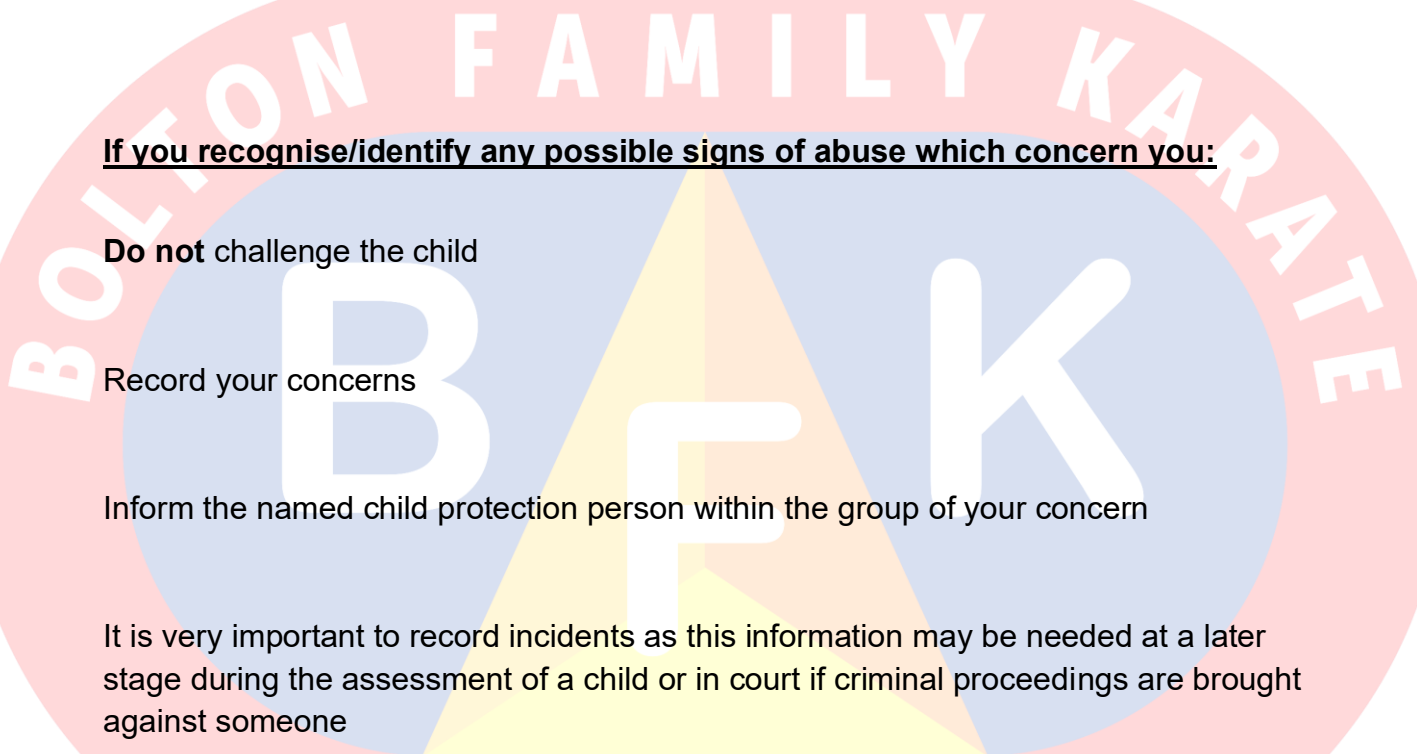 BOLTON FAMILY KARATE
If you recognise/identify any possible signs of abuse which concern you:
Do not challenge the child
B K
Record your concerns
F
Inform the named child protection person within the group of your concern
It is very important to record incidents as this information may be needed at a later
stage during the assessment of a child or in court if criminal proceedings are brought
against someone